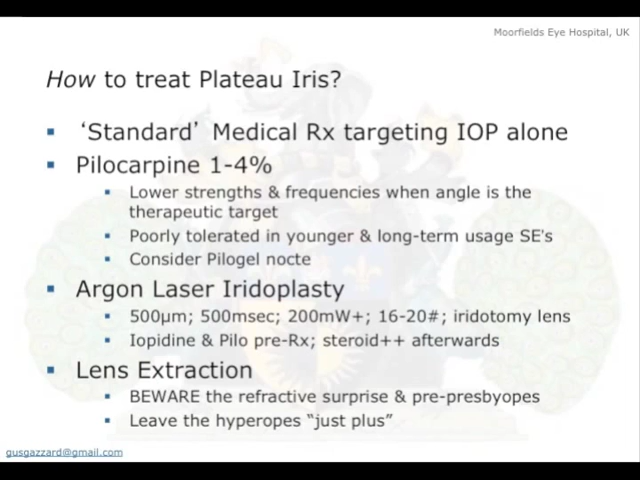 Moorfields Eye Hospital, UK
How to treat Plateau Iris?
▪ ‘Standard’ Medical Rx targeting IOP alone
▪ Pilocarpine 1-4%
▪ Lower strengths & frequencies when angle is the
therapeutic target
▪ Poorly tolerated in younger & long-term usage SE's
▪ Consider Pilogel nocte
▪ Argon Laser Iridoplasty
▪ 500µm; 500msec; 200mW+; 16-20#; iridotomy lens
▪ Iopidine & Pilo pre-Rx; steroid++ afterwards
▪ Lens Extraction
▪ BEWARE the refractive surprise & pre-presbyopes
▪ Leave the hyperopes “just plus”
gusgazzard@gmail.com